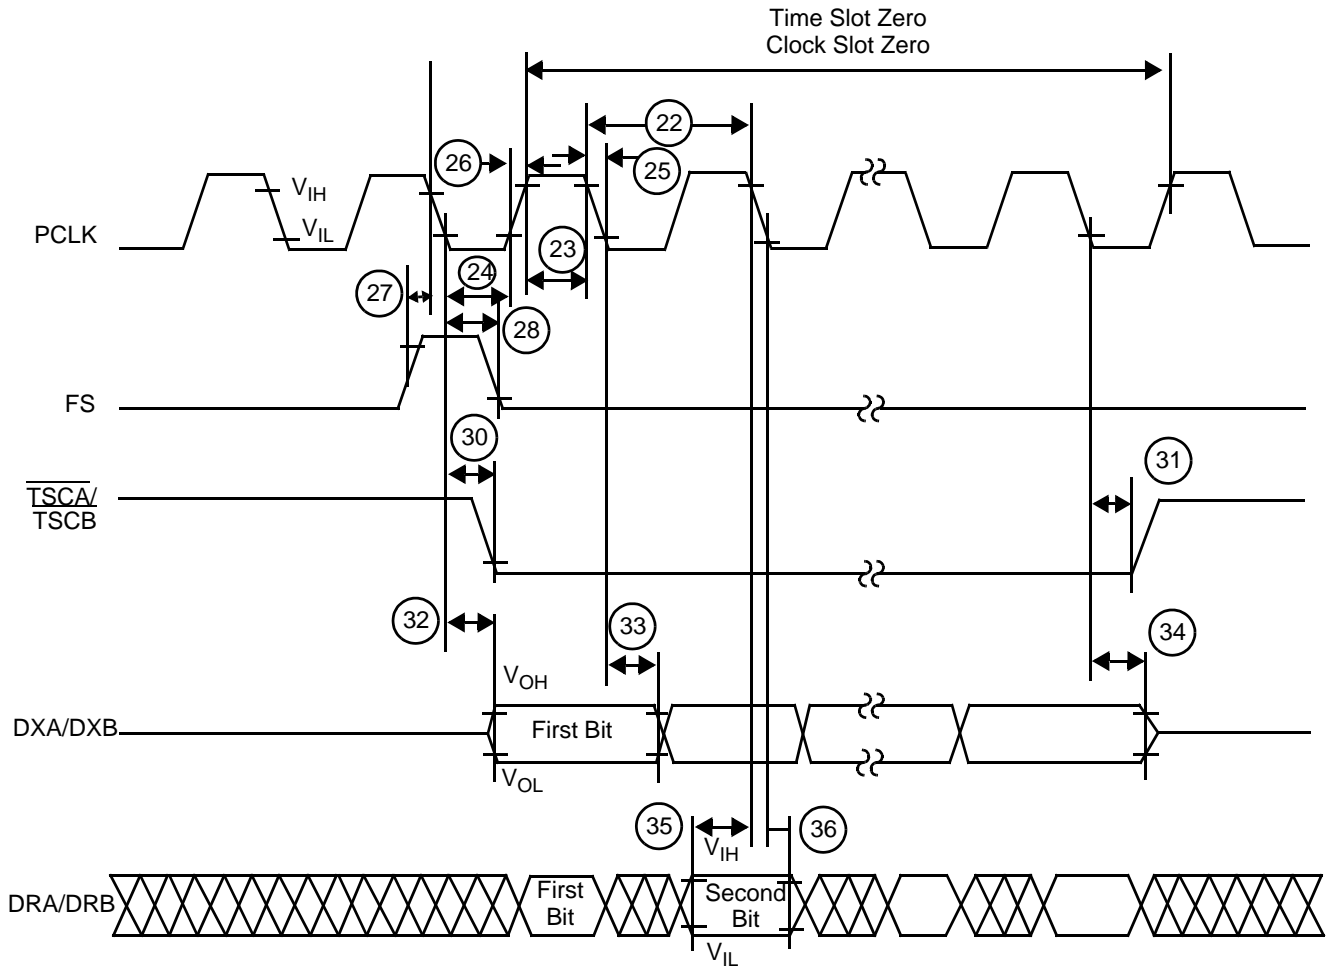 Time Slot Zero
Clock Slot Zero
22
26
25
VIH
VIL
PCLK
23
24
27
28
FS
30
31
TSCA/
TSCB
32
33
34
VOH
DXA/DXB
First Bit
VOL
35
36
VIH
DRA/DRB
First
Bit
Second
Bit
VIL